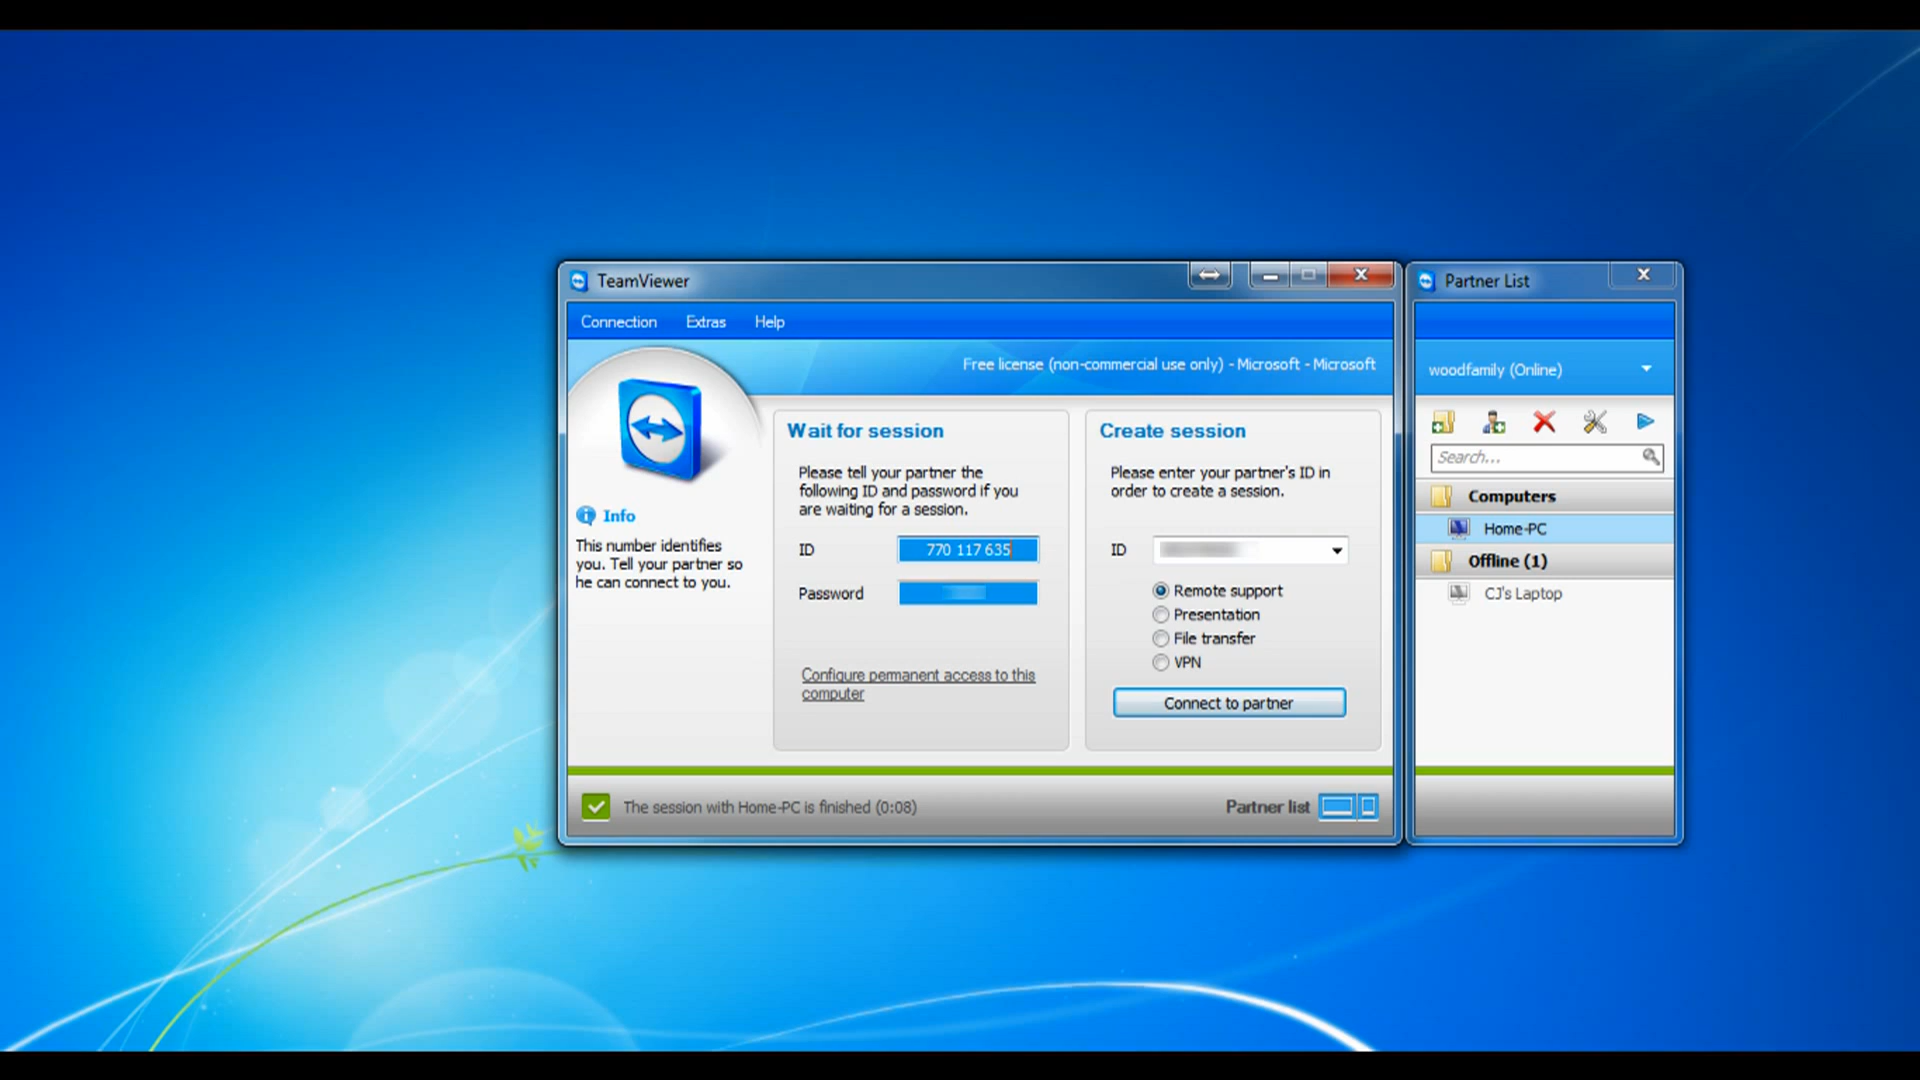 TeamViewer
Connection Extras Help
Free license (non-commercial use only) - Microsoft - Microsoft
Info
This number identifies
you. Tell your partner so
he can connect to you.
Wait for session
Please tell your partner the
following ID and password if you
are waiting for a session.
ID 770 117 635
Password
Configure permanent access to this
computer
Create session
Please enter your partner's ID in
order to create a session.
ID
Remote support
Presentation
File transfer
VPN
Connect to partner
The session with Home-PC is finished (0:08)
Partner list
Partner List
woodfamily (Online)
Search...
Computers
Home-PC
Offline (1)
CJ's Laptop